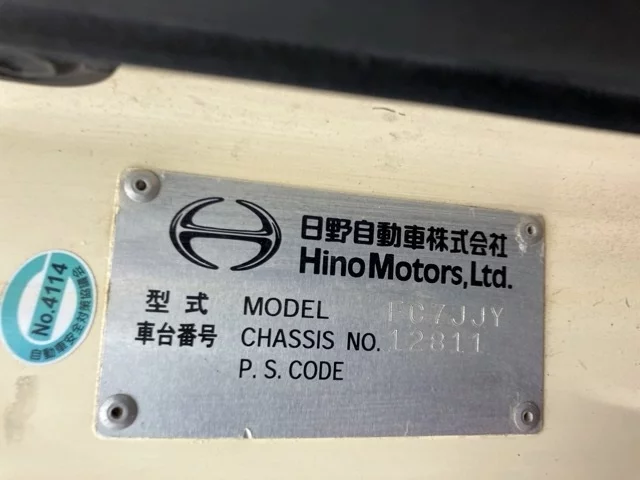 日野自動車株式会社
Hino Motors, Ltd.
型式 MODEL FC7JJY
車台番号 CHASSIS NO. 12811
P. S. CODE
No.4114